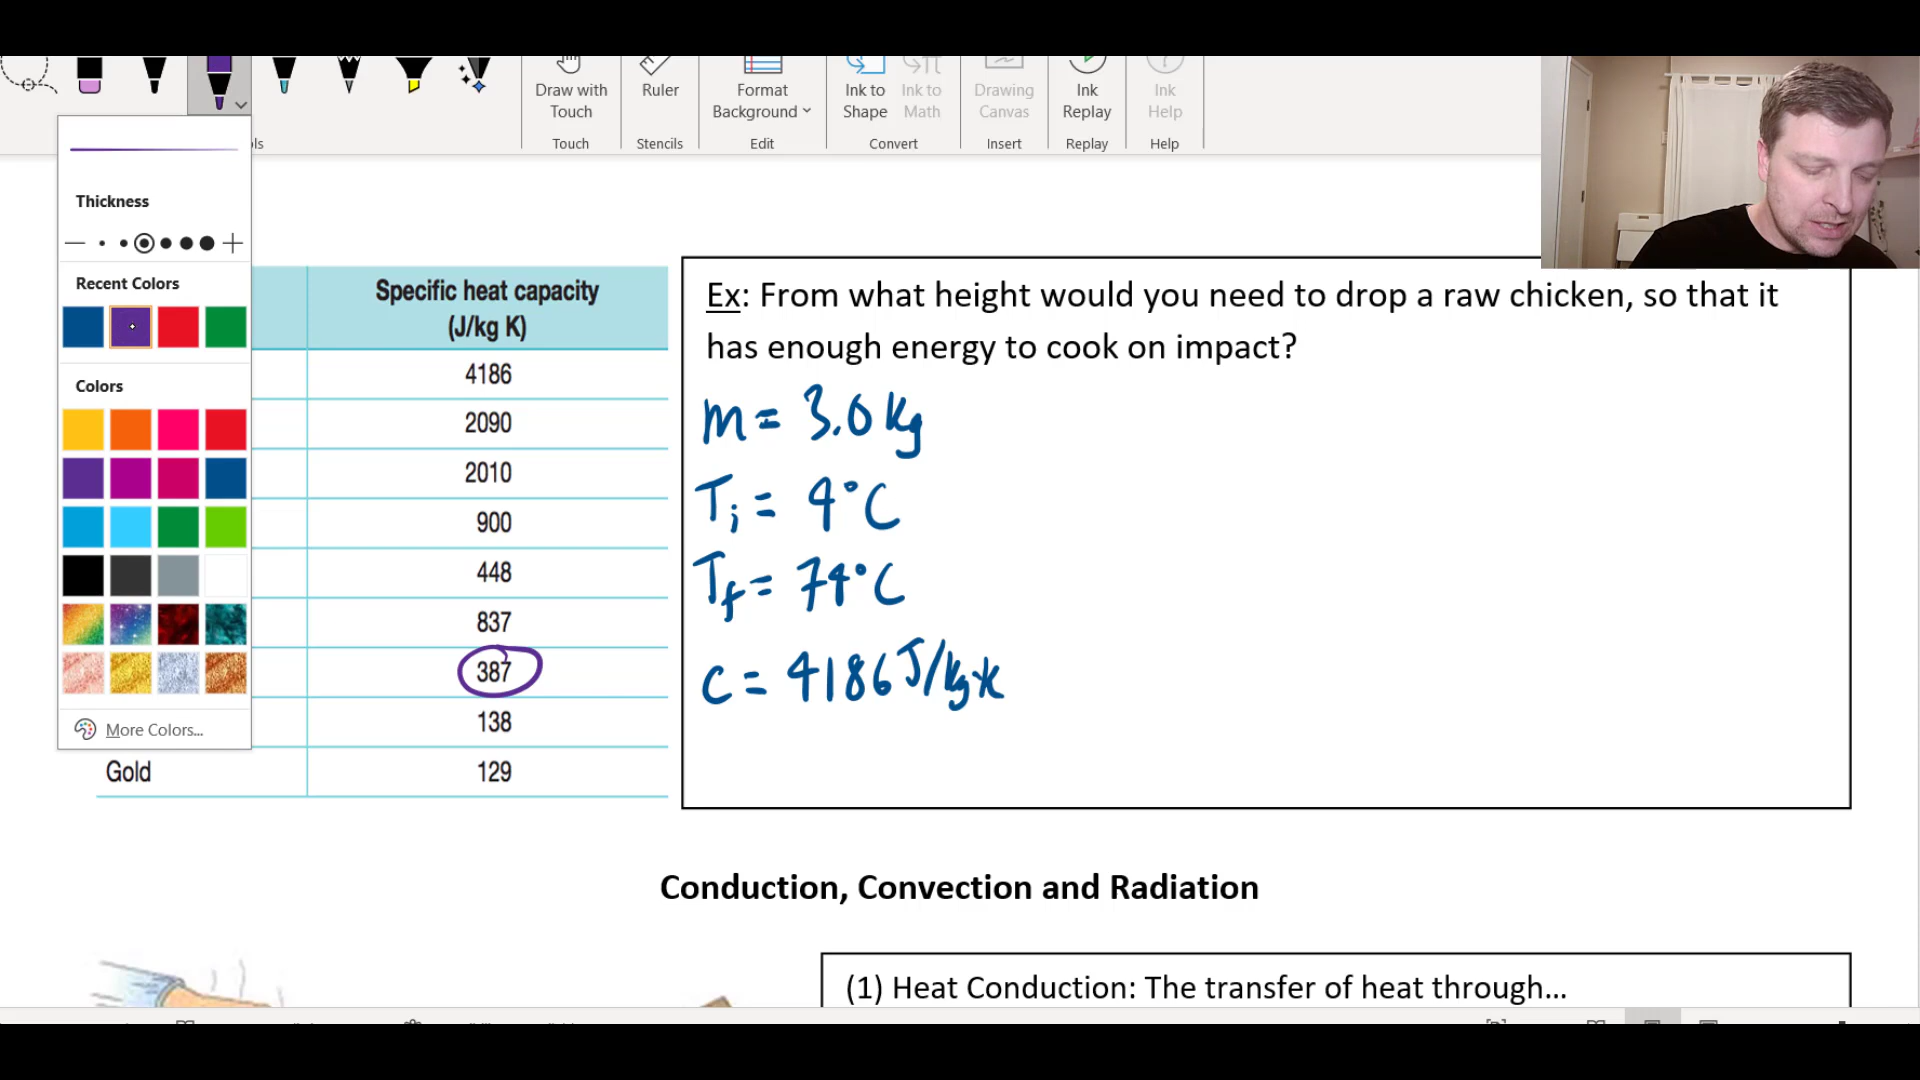 Draw with Touch
Ruler
Format Background
Ink to Shape
Ink to Math
Drawing Canvas
Ink Replay
Ink Help
ls
Touch
Stencils
Edit
Convert
Insert
Replay
Help
Thickness
Recent Colors
Colors
More Colors...
Specific heat capacity
(J/kg K)
4186
2090
2010
900
448
837
387
138
Gold 129
Ex: From what height would you need to drop a raw chicken, so that it
has enough energy to cook on impact?
m = 3.0 kg
Ti = 4°C
Tf = 74°C
c = 4186 J/kg·K
Conduction, Convection and Radiation
(1) Heat Conduction: The transfer of heat through...